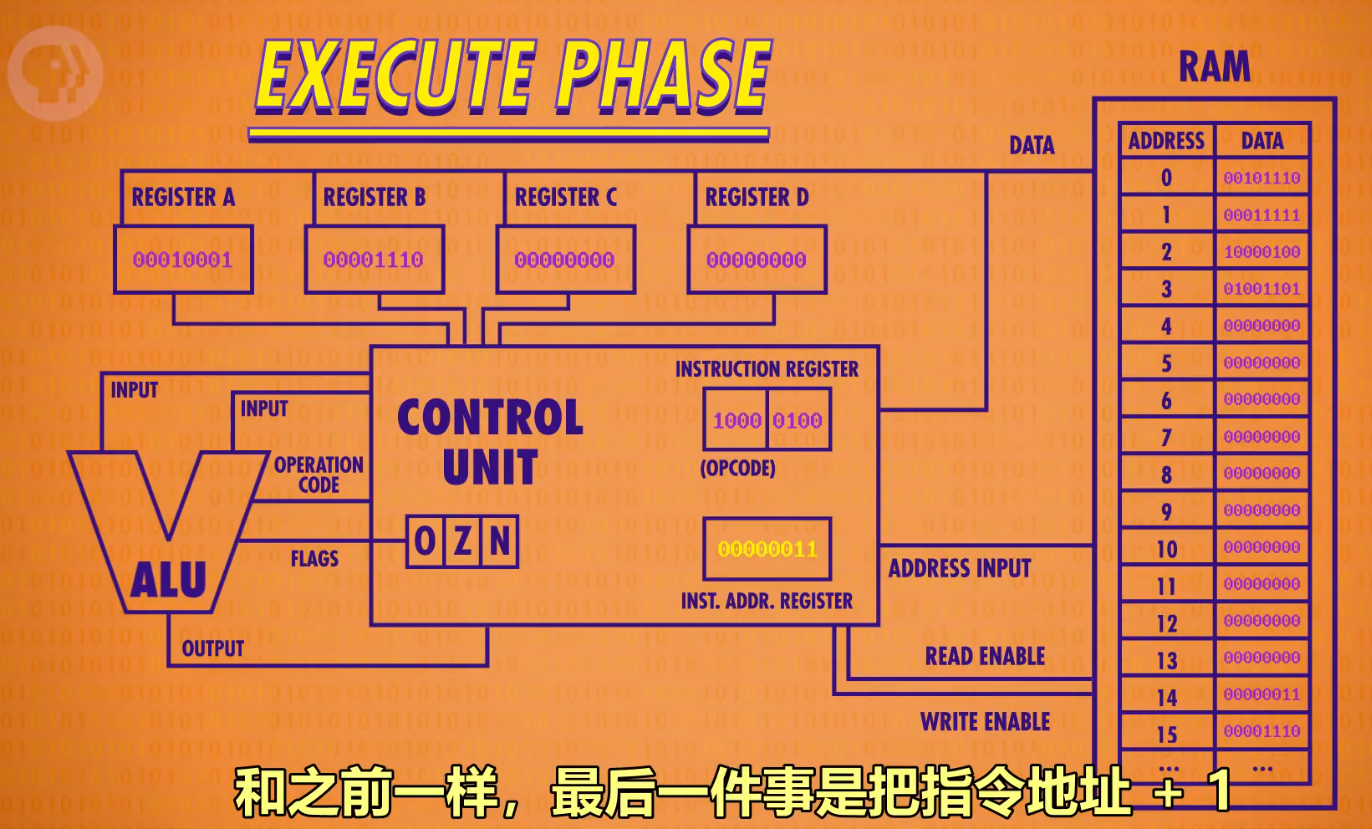 EXECUTE PHASE
RAM
DATA
ADDRESS DATA
0 00101110
1 00011111
2 10000100
3 01001101
4 00000000
5 00000000
6 00000000
7 00000000
8 00000000
9 00000000
10 00000000
11 00000000
12 00000000
13 00000000
14 00000011
15 00001110
... ...
REGISTER A
00010001
REGISTER B
00001110
REGISTER C
00000000
REGISTER D
00000000
INPUT
INPUT
OPERATION
CODE
FLAGS
ALU
OUTPUT
CONTROL
UNIT
O Z N
INSTRUCTION REGISTER
1000 0100
(OPCODE)
00000011
INST. ADDR. REGISTER
ADDRESS INPUT
READ ENABLE
WRITE ENABLE
和之前一样，最后一件事是把指令地址 + 1